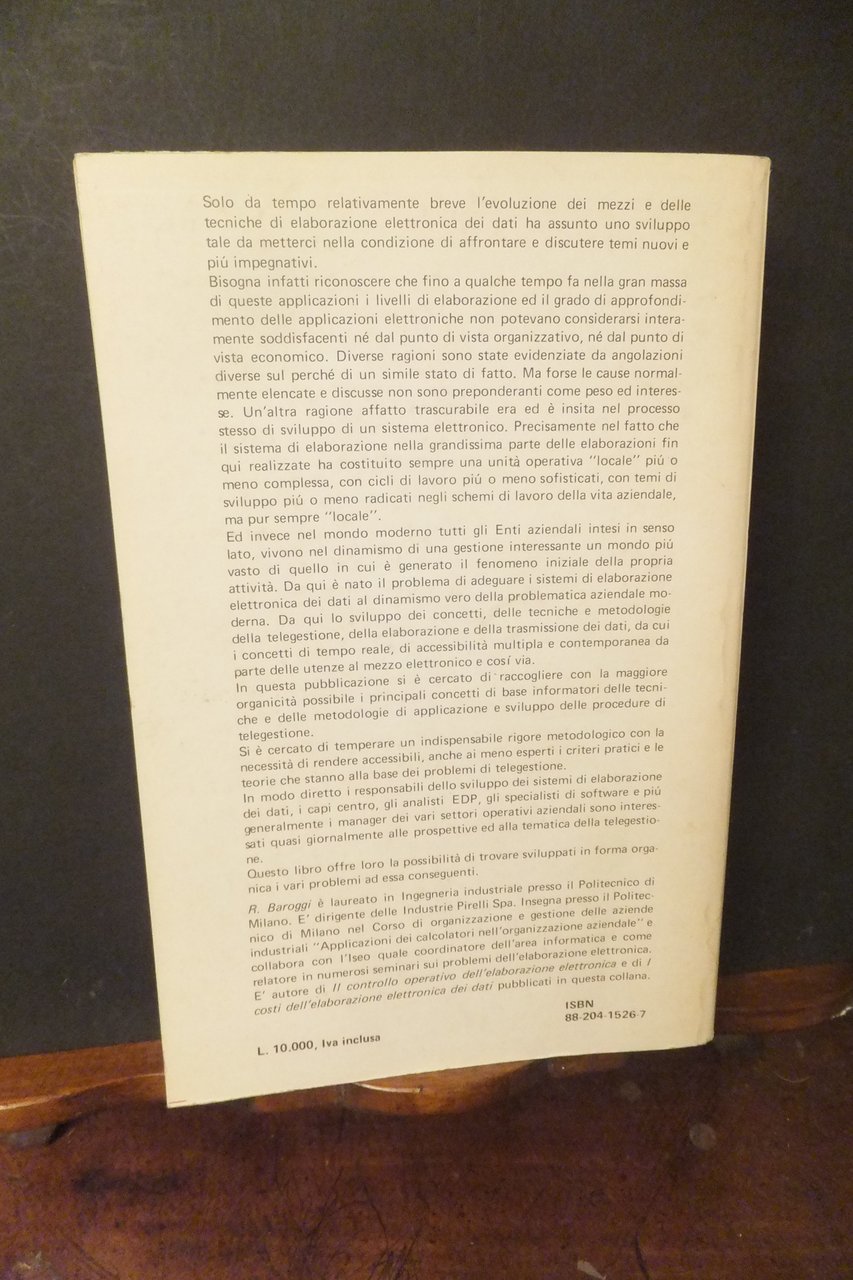 Solo da tempo relativamente breve l'evoluzione dei mezzi e delle
tecniche di elaborazione elettronica dei dati ha assunto uno sviluppo
tale da metterci nella condizione di affrontare e discutere temi nuovi e
piú impegnativi.
Bisogna infatti riconoscere che fino a qualche tempo fa nella gran massa
di queste applicazioni i livelli di elaborazione ed il grado di approfondi-
mento delle applicazioni elettroniche non potevano considerarsi intera-
mente soddisfacenti né dal punto di vista organizzativo, né dal punto di
vista economico. Diverse ragioni sono state evidenziate da angolazioni
diverse sul perché di un simile stato di fatto. Ma forse le cause normal-
mente elencate e discusse non sono preponderanti come peso ed interes-
se. Un'altra ragione affatto trascurabile era ed è insita nel processo
stesso di sviluppo di un sistema elettronico. Precisamente nel fatto che
il sistema di elaborazione nella grandissima parte delle elaborazioni fin
qui realizzate ha costituito sempre una unità operativa "locale" piú o
meno complessa, con cicli di lavoro piú o meno sofisticati, con temi di
sviluppo piú o meno radicati negli schemi di lavoro della vita aziendale,
ma pur sempre "locale".
Ed invece nel mondo moderno tutti gli Enti aziendali intesi in senso
lato, vivono nel dinamismo di una gestione interessante un mondo piú
vasto di quello in cui è generato il fenomeno iniziale della propria
attività. Da qui è nato il problema di adeguare i sistemi di elaborazione
elettronica dei dati al dinamismo vero della problematica aziendale mo-
derna. Da qui lo sviluppo dei concetti, delle tecniche e metodologie
della telegestione, della elaborazione e della trasmissione dei dati, da cui
i concetti di tempo reale, di accessibilità multipla e contemporanea da
parte delle utenze al mezzo elettronico e cosí via.
In questa pubblicazione si è cercato di raccogliere con la maggiore
organicità possibile i principali concetti di base informatori delle tecni-
che e delle metodologie di applicazione e sviluppo delle procedure di
telegestione.
Si è cercato di temperare un indispensabile rigore metodologico con la
necessità di rendere accessibili, anche ai meno esperti i criteri pratici e le
teorie che stanno alla base dei problemi di telegestione.
In modo diretto i responsabili dello sviluppo dei sistemi di elaborazione
dei dati, i capi centro, gli analisti EDP, gli specialisti di software e piú
generalmente i manager dei vari settori operativi aziendali sono interes-
sati quasi giornalmente alle prospettive ed alla tematica della telegestio-
ne.
Questo libro offre loro la possibilità di trovare sviluppati in forma orga-
nica i vari problemi ad essa conseguenti.
R. Baroggi è laureato in Ingegneria industriale presso il Politecnico di
Milano. E' dirigente delle Industrie Pirelli Spa. Insegna presso il Politec-
nico di Milano nel Corso di organizzazione e gestione delle aziende
industriali "Applicazioni dei calcolatori nell'organizzazione aziendale" e
collabora con l'Iseo quale coordinatore dell'area informatica e come
relatore in numerosi seminari sui problemi dell'elaborazione elettronica.
E' autore di Il controllo operativo dell'elaborazione elettronica e di I
costi dell'elaborazione elettronica dei dati pubblicati in questa collana.
ISBN
88-204-1526-7
L. 10.000, Iva inclusa